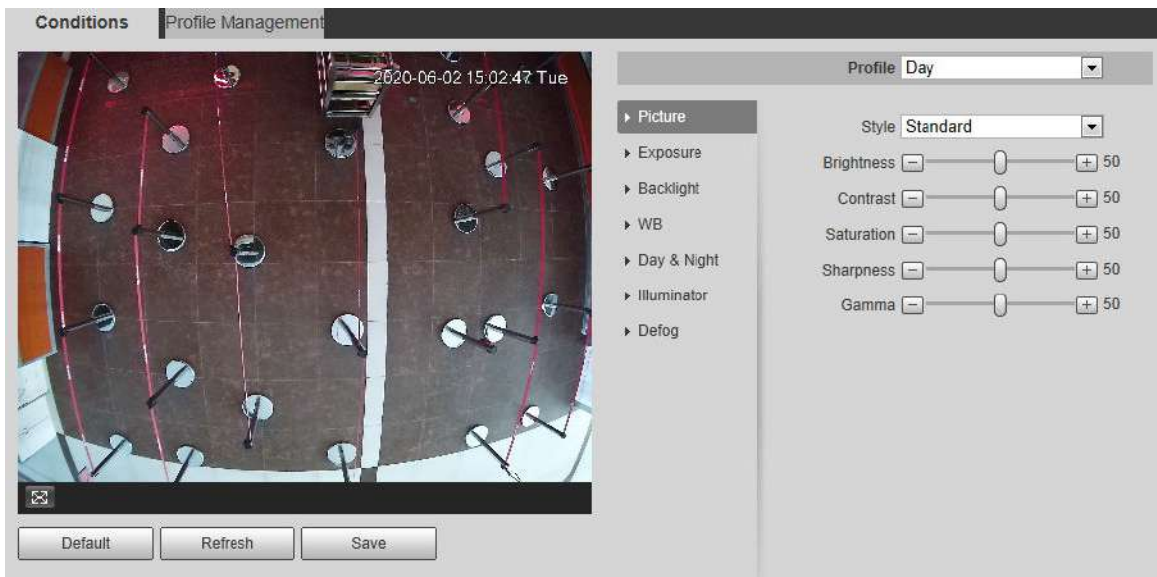 Conditions
Profile Management
2020-06-02 15:02:47 Tue
Profile Day
Picture
Exposure
Backlight
WB
Day & Night
Illuminator
Defog
Style Standard
Brightness 50
Contrast 50
Saturation 50
Sharpness 50
Gamma 50
Default Refresh Save